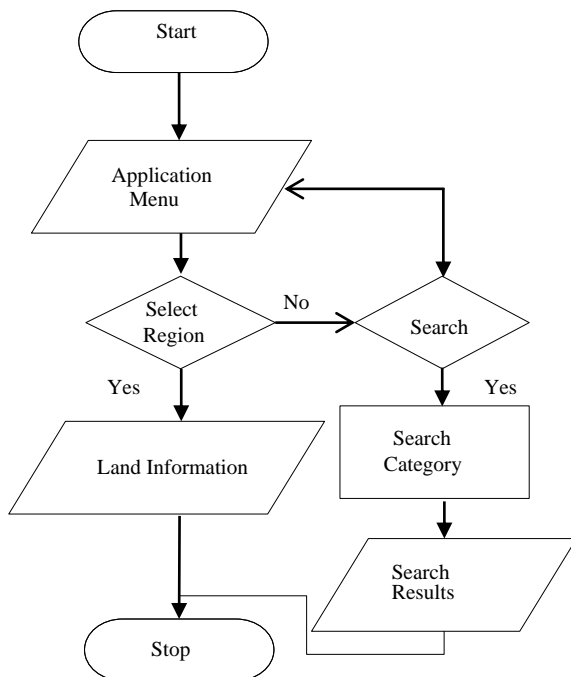 Start
Application
Menu
Select
Region
No
Search
Yes
Yes
Land Information
Search
Category
Search
Results
Stop